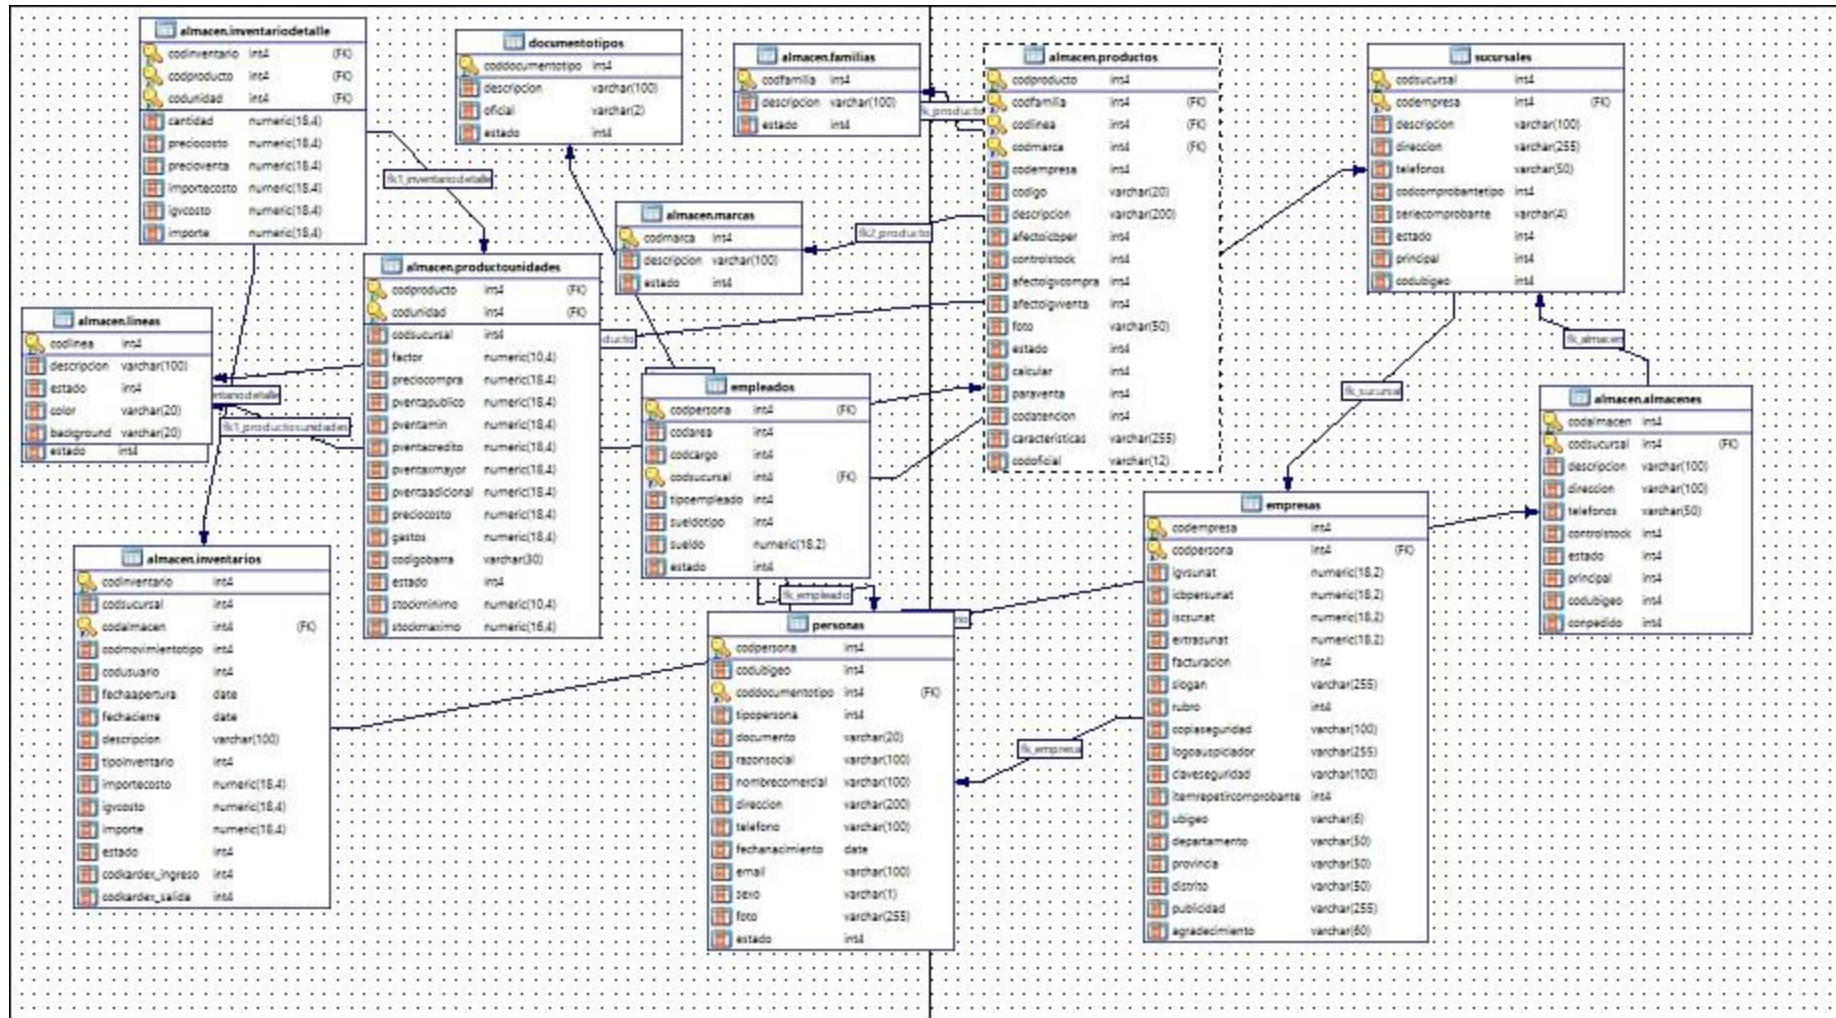 almacen.inventariodetalle
codinventario int4 (FK)
codproducto int4 (FK)
codunidad int4 (FK)
cantidad numeric(18,4)
preciocosto numeric(18,4)
precioventa numeric(18,4)
importecosto numeric(18,4)
igvcosto numeric(18,4)
importe numeric(18,4)
documentotipos
coddocumentotipo int4
descripcion varchar(100)
oficial varchar(2)
estado int4
almacen.familias
codfamilia int4
descripcion varchar(100)
estado int4
fk_producto
almacen.productos
codproducto int4
codfamilia int4 (FK)
codlinea int4 (FK)
codmarca int4 (FK)
codempresa int4
codigo varchar(20)
descripcion varchar(200)
afectoicbper int4
controlstock int4
afectoigvcompra int4
afectoigvventa int4
foto varchar(50)
estado int4
calcular int4
paraventa int4
codatencion int4
caracteristicas varchar(255)
codoficial varchar(12)
sucursales
codsucursal int4
codempresa int4 (FK)
descripcion varchar(100)
direccion varchar(255)
telefonos varchar(50)
codcomprobantetipo int4
seriecomprobante varchar(4)
estado int4
principal int4
codubigeo int4
fk1_inventariodetalle
almacen.marcas
codmarca int4
descripcion varchar(100)
estado int4
fk2_producto
almacen.productounidades
codproducto int4 (FK)
codunidad int4 (FK)
codsucursal int4
factor numeric(10,4)
preciocompra numeric(18,4)
pventapublico numeric(18,4)
pventamin numeric(18,4)
pventacredito numeric(18,4)
pventaxmayor numeric(18,4)
pventaadicional numeric(18,4)
preciocosto numeric(18,4)
gastos numeric(18,4)
codigobarra varchar(30)
estado int4
stockminimo numeric(10,4)
stockmaximo numeric(16,4)
ducto
almacen.lineas
codlinea int4
descripcion varchar(100)
estado int4
color varchar(20)
background varchar(20)
estado int4
ntariodetalle
fk1_productosunidades
empleados
codpersona int4 (FK)
codarea int4
codcargo int4
codsucursal int4 (FK)
tipoempleado int4
sueldotipo int4
sueldo numeric(18,2)
estado int4
fk_empleado
fk_almacen
fk_sucursal
almacen.almacenes
codalmacen int4
codsucursal int4 (FK)
descripcion varchar(100)
direccion varchar(100)
telefonos varchar(50)
controlstock int4
estado int4
principal int4
codubigeo int4
conpedido int4
almacen.inventarios
codinventario int4
codsucursal int4
codalmacen int4 (FK)
codmovimientotipo int4
codusuario int4
fechaapertura date
fechacierre date
descripcion varchar(100)
tipoinventario int4
importecosto numeric(18,4)
igvcosto numeric(18,4)
importe numeric(18,4)
estado int4
codkardex_ingreso int4
codkardex_salida int4
personas
codpersona int4
codubigeo int4
coddocumentotipo int4 (FK)
tipopersona int4
documento varchar(20)
razonsocial varchar(100)
nombrecomercial varchar(100)
direccion varchar(200)
telefono varchar(100)
fechanacimiento date
email varchar(100)
sexo varchar(1)
foto varchar(255)
estado int4
fk_empresa
empresas
codempresa int4
codpersona int4 (FK)
igvsunat numeric(18,2)
icbpersunat numeric(18,2)
iscsunat numeric(18,2)
extrasunat numeric(18,2)
facturacion int4
slogan varchar(255)
rubro int4
copiaseguridad varchar(100)
logoauspiciador varchar(255)
claveseguridad varchar(100)
itemrepetircomprobante int4
ubigeo varchar(6)
departamento varchar(50)
provincia varchar(50)
distrito varchar(50)
publicidad varchar(255)
agradecimiento varchar(60)